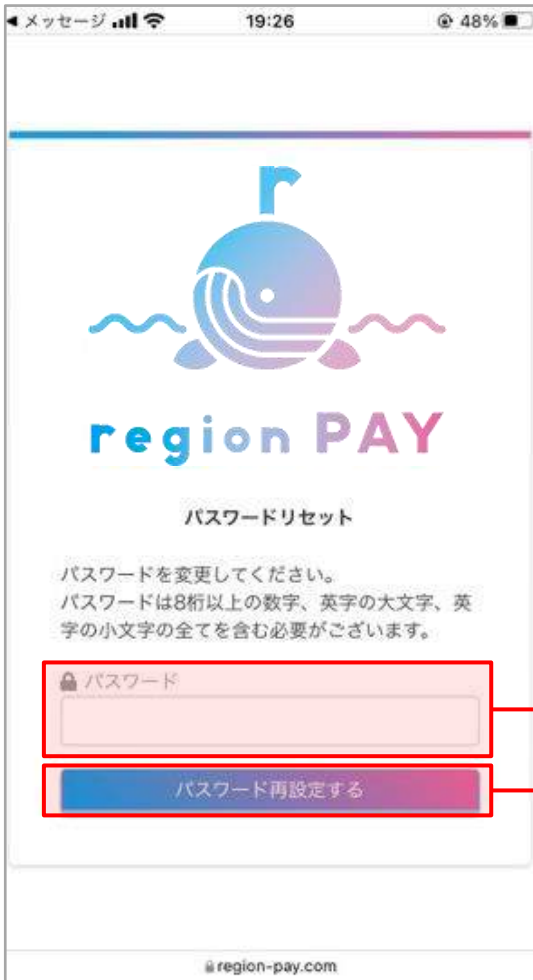 メッセージ 19:26 48%
r
region PAY
パスワードリセット
パスワードを変更してください。
パスワードは8桁以上の数字、英字の大文字、英
字の小文字の全てを含む必要がございます。
パスワード
パスワード再設定する
region-pay.com